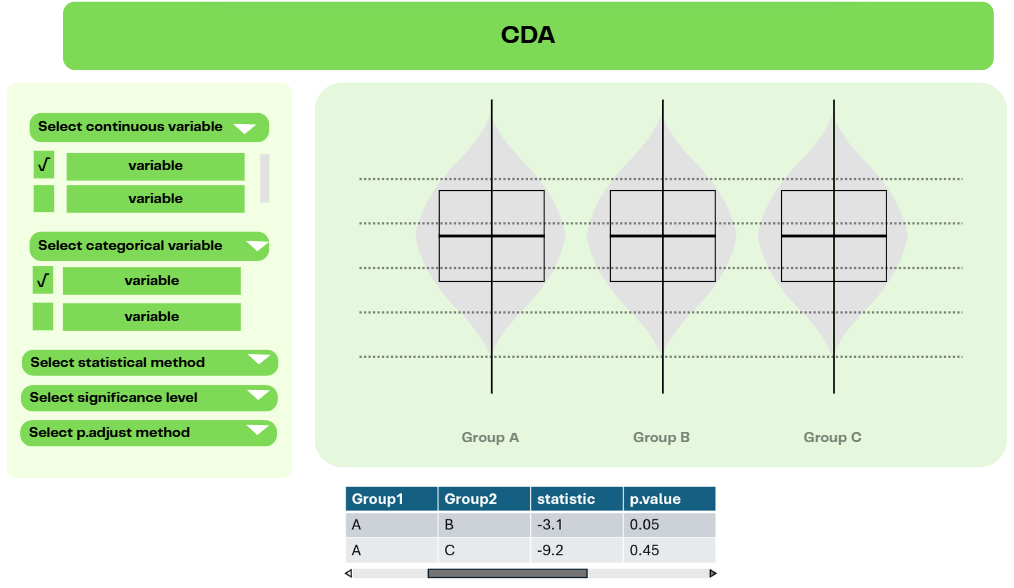 CDA
Select continuous variable
√ variable
variable
Select categorical variable
√ variable
variable
Select statistical method
Select significance level
Select p.adjust method
Group A Group B Group C
Group1 Group2 statistic p.value
A B -3.1 0.05
A C -9.2 0.45